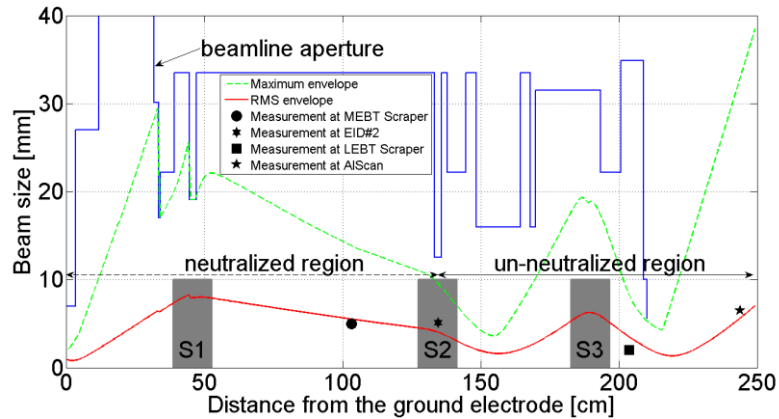 40
30
20
10
0
Beam size [mm]
beamline aperture
Maximum envelope
RMS envelope
Measurement at MEBT Scraper
Measurement at EID#2
Measurement at LEBT Scraper
Measurement at AlScan
neutralized region
un-neutralized region
S1
S2
S3
0 50 100 150 200 250
Distance from the ground electrode [cm]